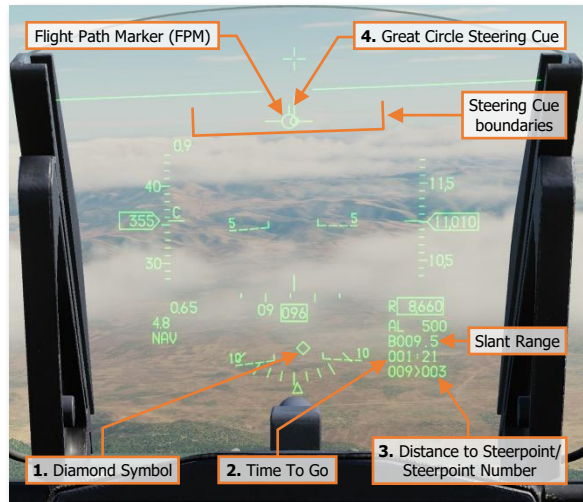 Flight Path Marker (FPM)
4. Great Circle Steering Cue
Steering Cue
boundaries
0.9
40
C
355
30
5
5
11,5
11,010
10,5
0.65
4.8
NAV
09
096
R 8,660
AL 500
B009.5
001:21
009>003
10
10
Slant Range
1. Diamond Symbol
2. Time To Go
3. Distance to Steerpoint/
Steerpoint Number